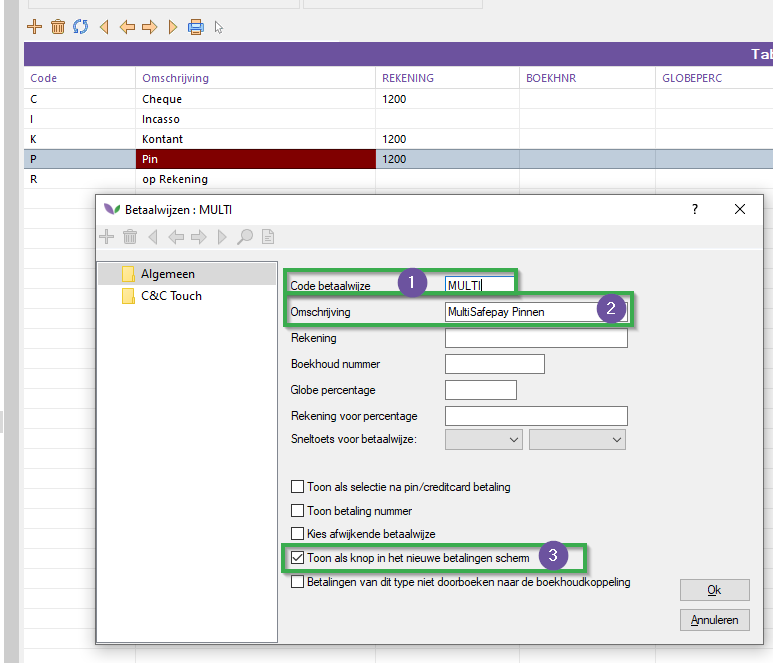 Tab
Code Omschrijving REKENING BOEKHNR GLOBEPERC
C Cheque 1200
I Incasso
K Kontant 1200
P Pin 1200
R op Rekening
Betaalwijzen : MULTI ?
Algemeen
C&C Touch
Code betaalwijze 1 MULTI
Omschrijving MultiSafepay Pinnen 2
Rekening
Boekhoud nummer
Globe percentage
Rekening voor percentage
Sneltoets voor betaalwijze:
Toon als selectie na pin/creditcard betaling
Toon betaling nummer
Kies afwijkende betaalwijze
Toon als knop in het nieuwe betalingen scherm 3
Betalingen van dit type niet doorboeken naar de boekhoudkoppeling
Ok
Annuleren